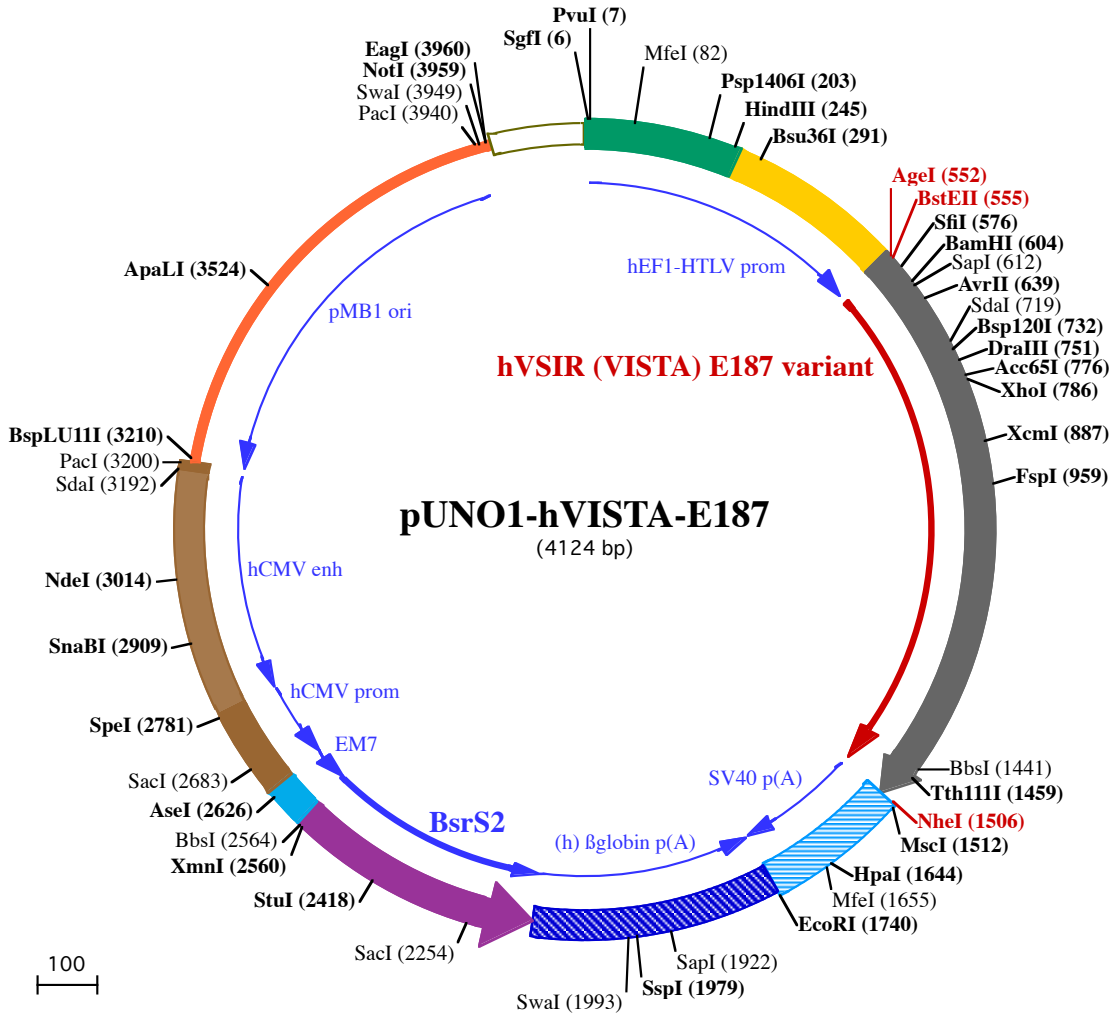 PvuI (7)
SgfI (6)
MfeI (82)
Psp1406I (203)
HindIII (245)
Bsu36I (291)
AgeI (552)
BstEII (555)
SfiI (576)
BamHI (604)
SapI (612)
AvrII (639)
SdaI (719)
Bsp120I (732)
DraIII (751)
Acc65I (776)
XhoI (786)
XcmI (887)
FspI (959)
BbsI (1441)
Tth111I (1459)
NheI (1506)
MscI (1512)
HpaI (1644)
MfeI (1655)
EcoRI (1740)
SapI (1922)
SspI (1979)
SwaI (1993)
SacI (2254)
StuI (2418)
XmnI (2560)
BbsI (2564)
AseI (2626)
SacI (2683)
SpeI (2781)
SnaBI (2909)
NdeI (3014)
SdaI (3192)
PacI (3200)
BspLU11I (3210)
ApaLI (3524)
PacI (3940)
SwaI (3949)
NotI (3959)
EagI (3960)
hEF1-HTLV prom
pMB1 ori
hVSIR (VISTA) E187 variant
pUNO1-hVISTA-E187
(4124 bp)
hCMV enh
hCMV prom
EM7
BsrS2
(h) ßglobin p(A)
SV40 p(A)
100